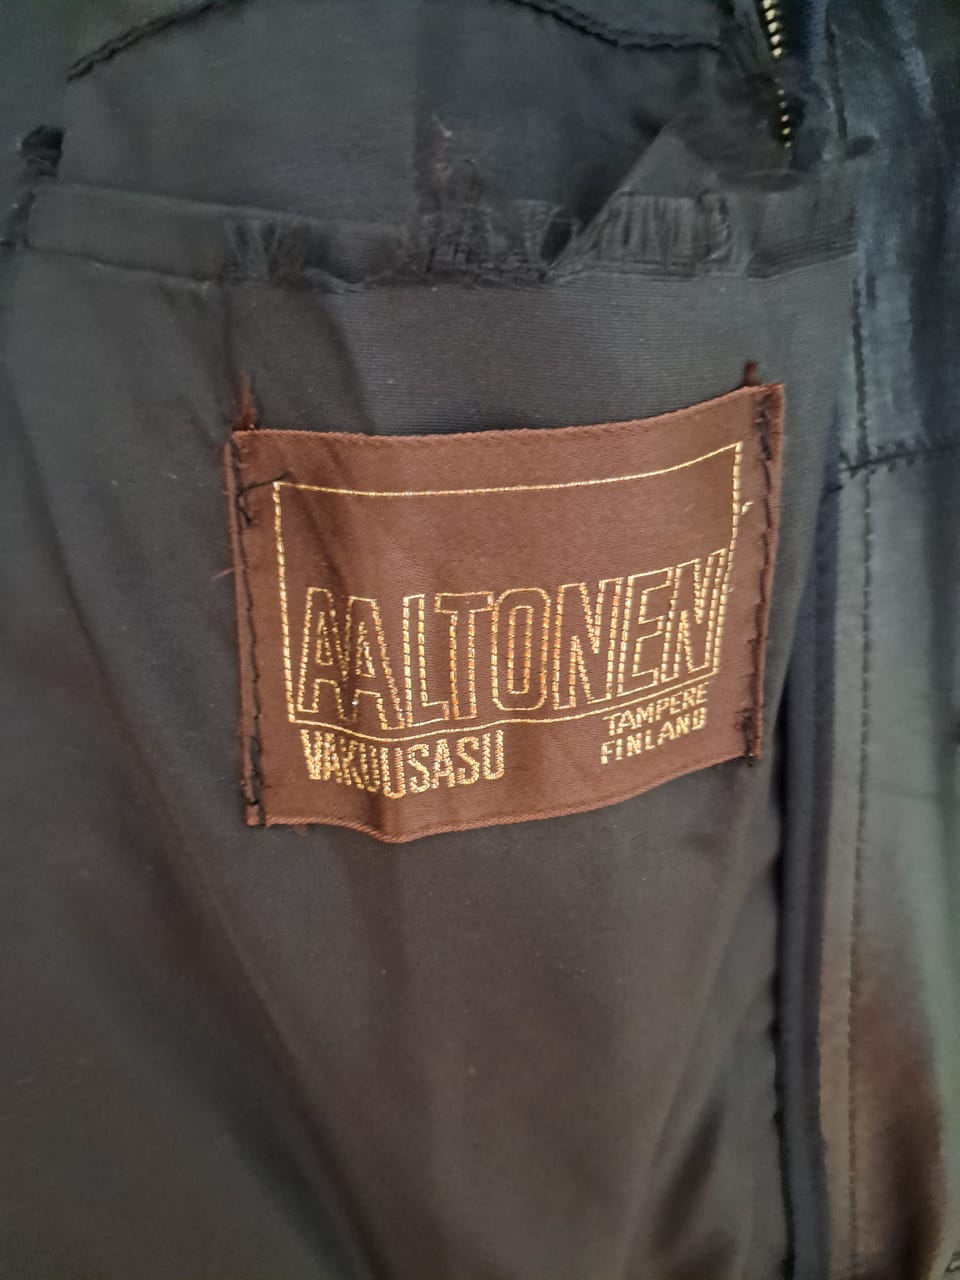 AALTONEN
VAKUUSASU
TAMPERE
FINLAND